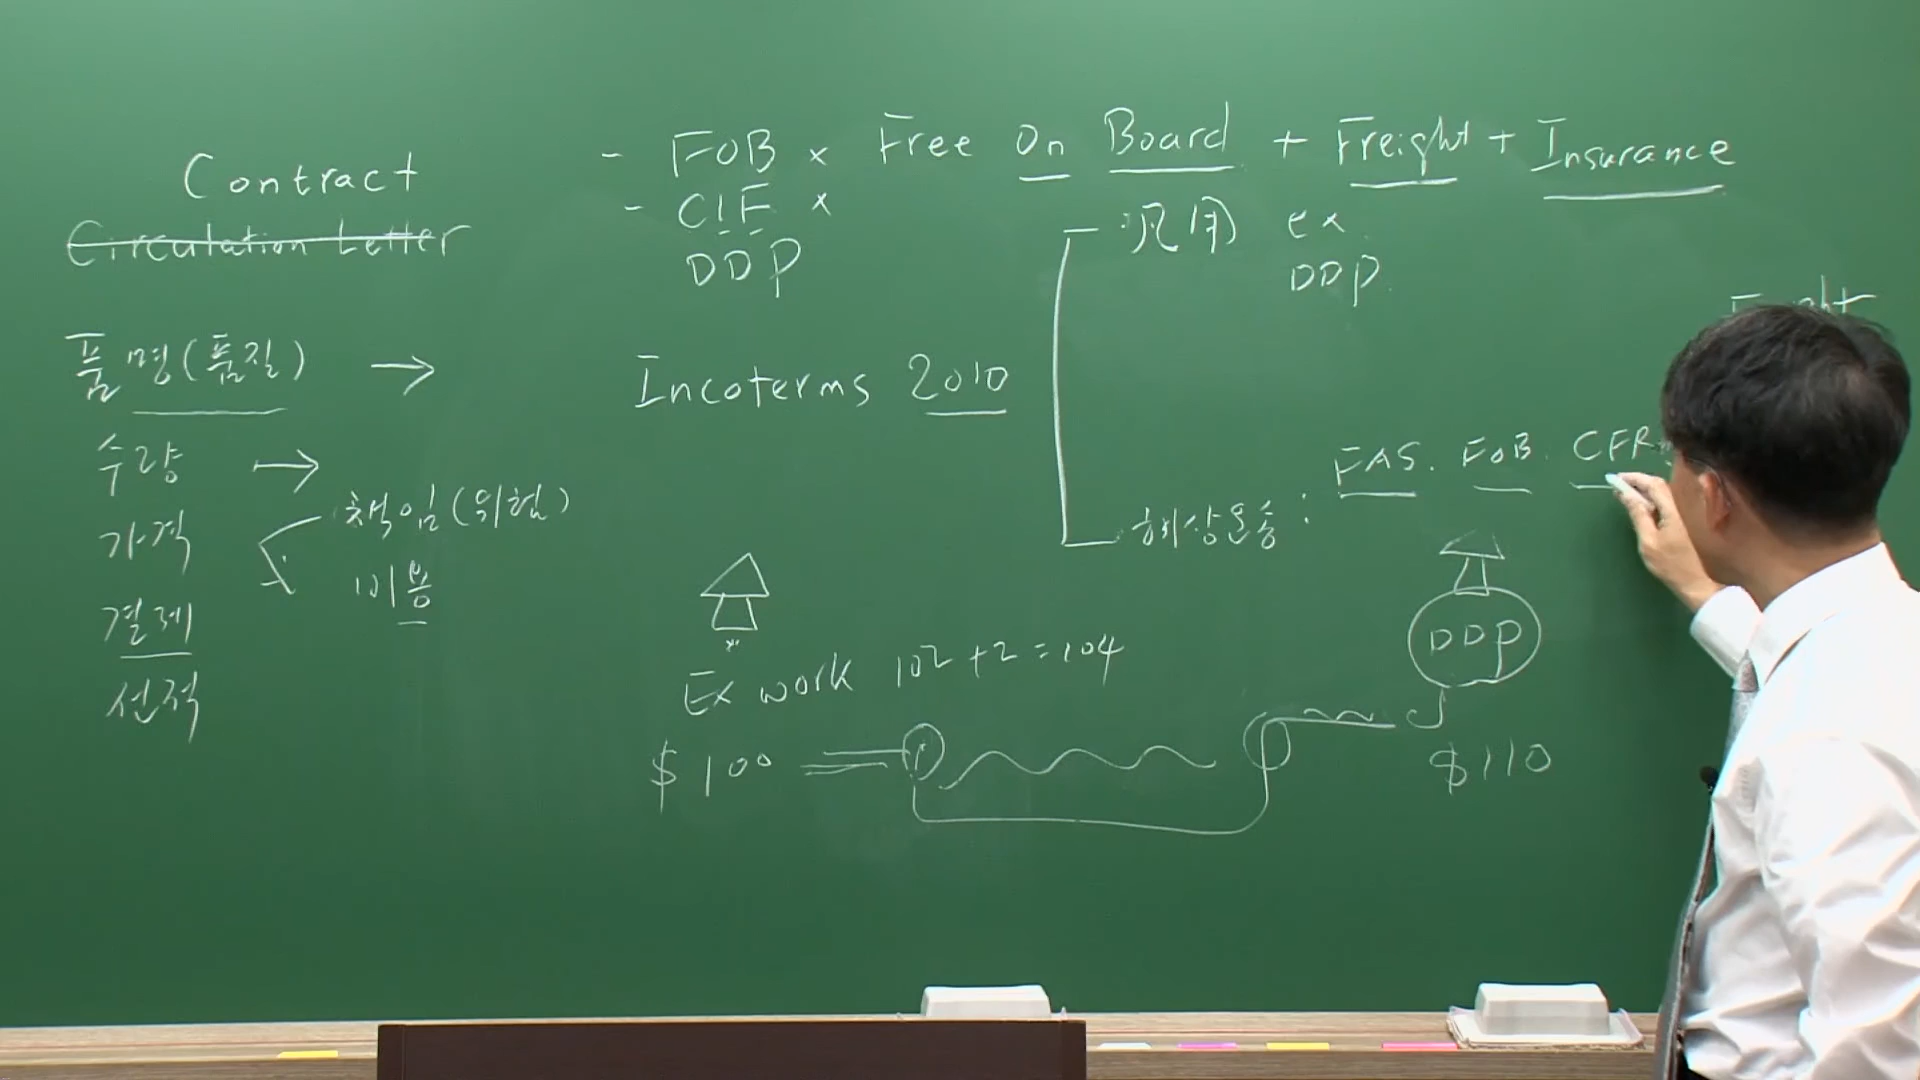 Contract
Circulation Letter
품명(품질) →
수량 →
가격
책임(위험)
비용
결제
선적
- FOB × Free On Board + Freight + Insurance
- CIF ×
DDP
Incoterms 2010
汎用 ex
DDP.
해상운송 : FAS. FOB. CFR
Ex work 102+2=104
$100
P
DDP
$110